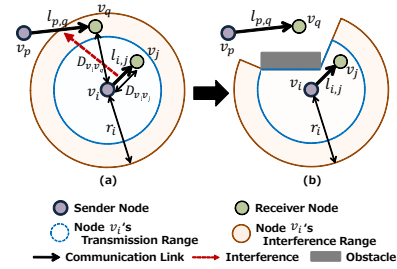 l_{p,q} v_q
v_p
D_{v_i v_q} l_{i,j} v_j
v_i D_{v_i v_j}
r_i
(a)
l_{p,q} v_q
v_p
v_j
v_i l_{i,j}
r_i
(b)
Sender Node Receiver Node
Node v_i's Transmission Range
Node v_i's Interference Range
Communication Link Interference Obstacle